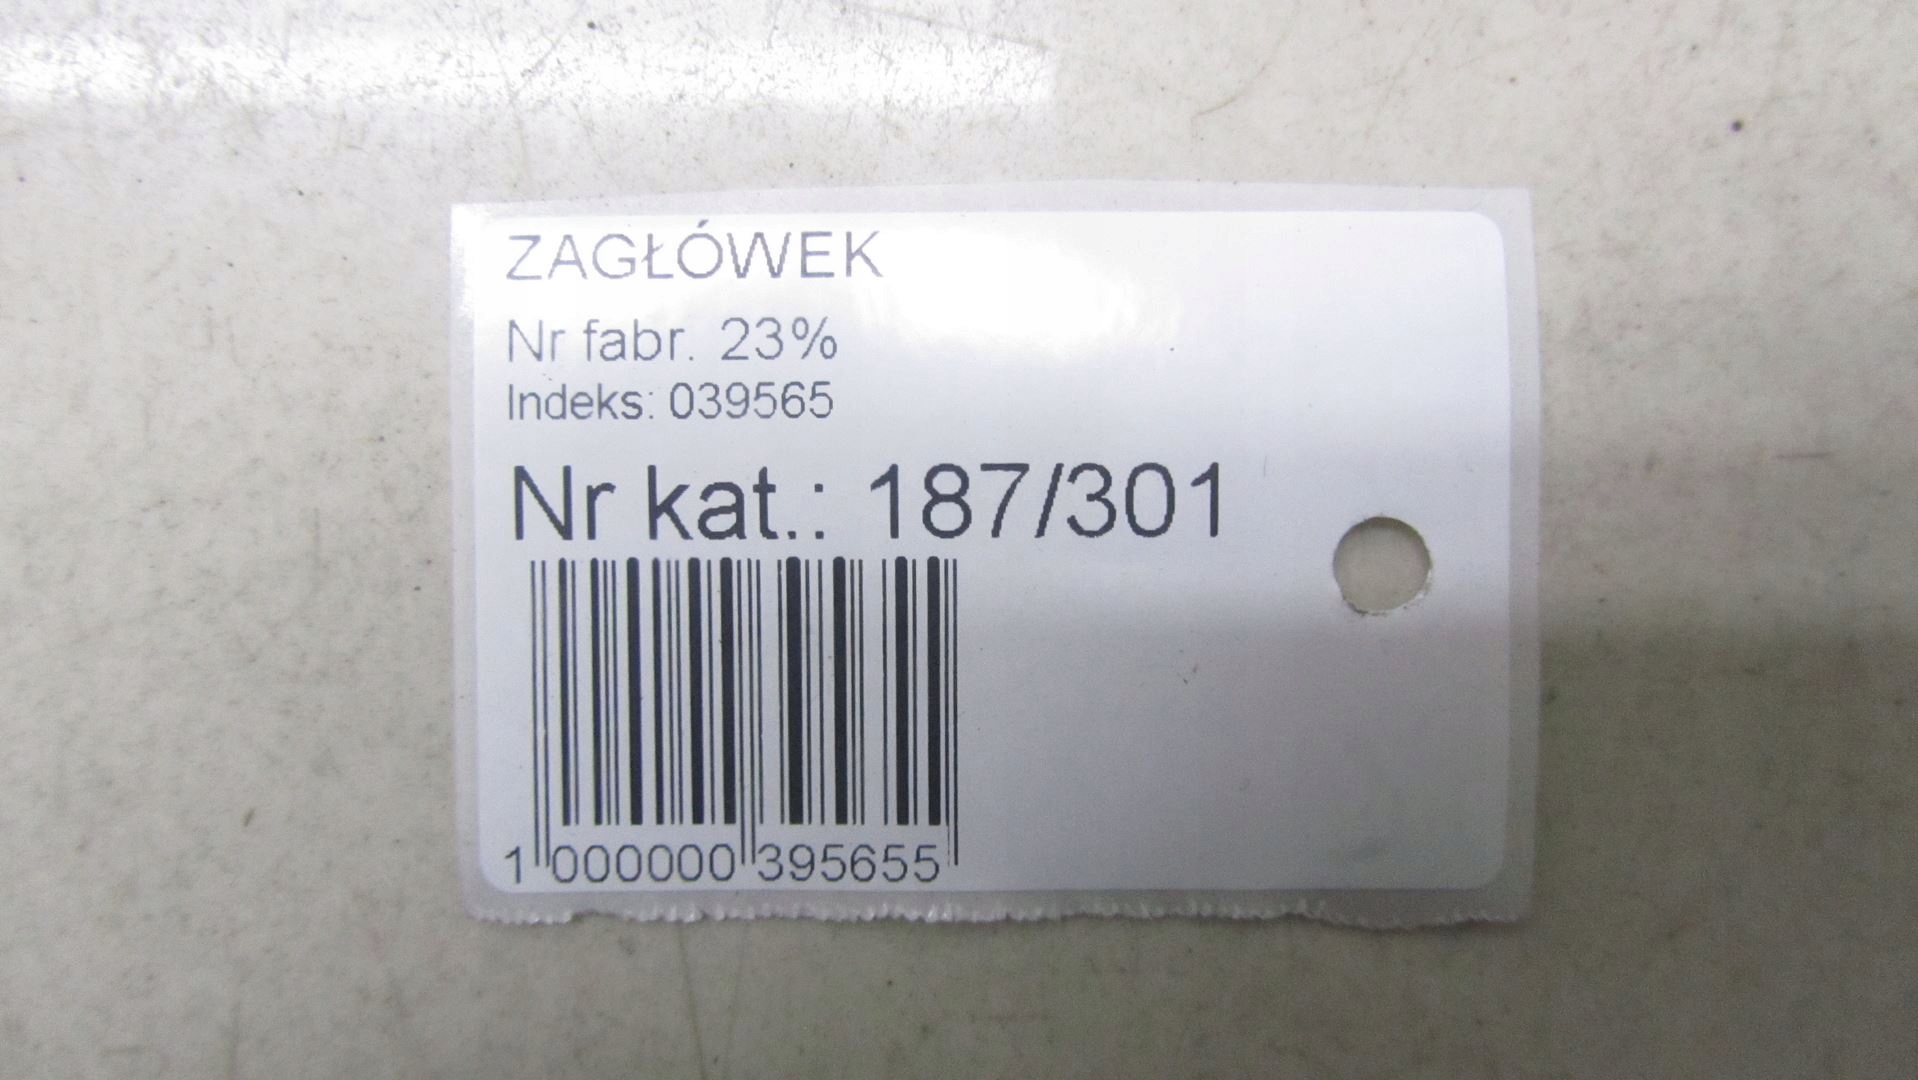 ZAGŁÓWEK
Nr fabr. 23%
Indeks: 039565
Nr kat.: 187/301
1 000000 395655